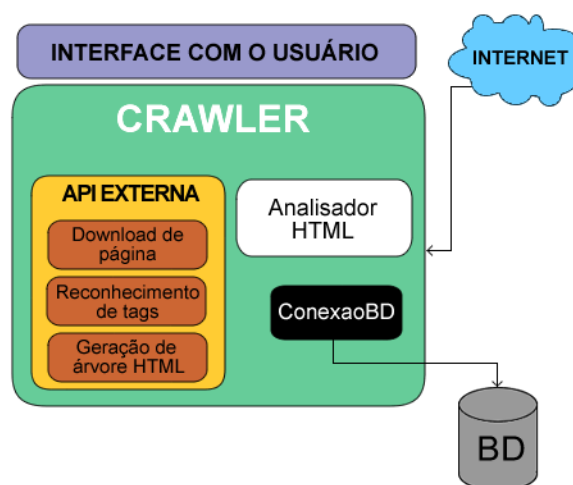 INTERFACE COM O USUÁRIO
INTERNET
CRAWLER
API EXTERNA
Download de
página
Reconhecimento
de tags
Geração de
árvore HTML
Analisador
HTML
ConexaoBD
BD